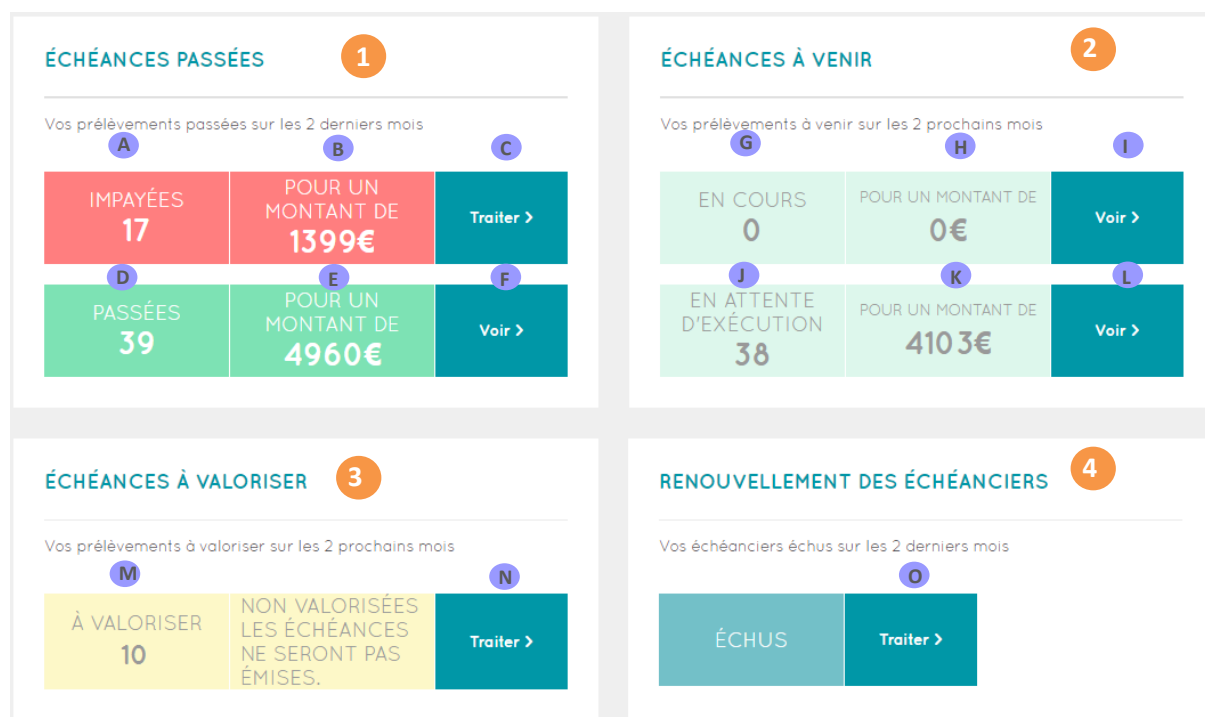 ÉCHÉANCES PASSÉES
1
Vos prélèvements passées sur les 2 derniers mois
A
B
C
IMPAYÉES
17
POUR UN
MONTANT DE
1399€
Traiter >
D
E
F
PASSÉES
39
POUR UN
MONTANT DE
4960€
Voir >
ÉCHÉANCES À VENIR
2
Vos prélèvements à venir sur les 2 prochains mois
G
H
I
EN COURS
0
POUR UN MONTANT DE
0€
Voir >
J
K
L
EN ATTENTE
D'EXÉCUTION
38
POUR UN MONTANT DE
4103€
Voir >
ÉCHÉANCES À VALORISER
3
Vos prélèvements à valoriser sur les 2 prochains mois
M
N
À VALORISER
10
NON VALORISÉES
LES ÉCHÉANCES
NE SERONT PAS
ÉMISES.
Traiter >
RENOUVELLEMENT DES ÉCHÉANCIERS
4
Vos échéanciers échus sur les 2 derniers mois
O
ÉCHUS
Traiter >